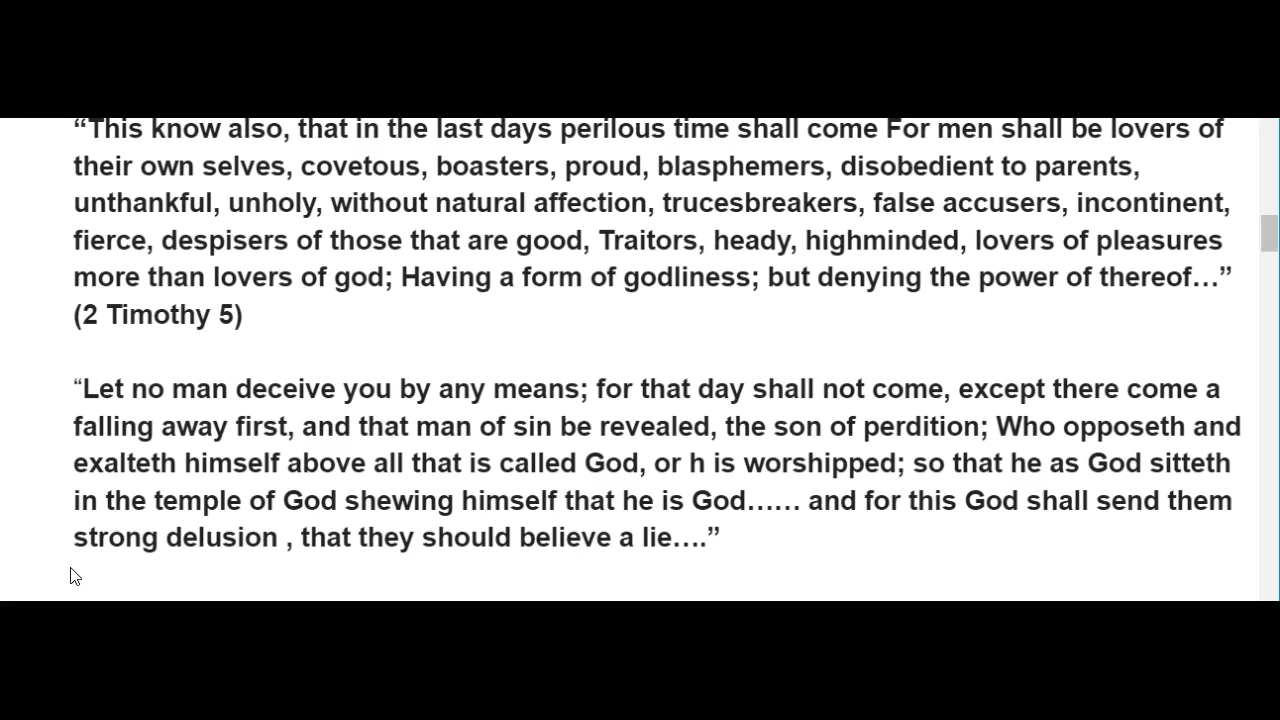 “This know also, that in the last days perilous time shall come For men shall be lovers of
their own selves, covetous, boasters, proud, blasphemers, disobedient to parents,
unthankful, unholy, without natural affection, trucesbreakers, false accusers, incontinent,
fierce, despisers of those that are good, Traitors, heady, highminded, lovers of pleasures
more than lovers of god; Having a form of godliness; but denying the power of thereof…”
(2 Timothy 5)
“Let no man deceive you by any means; for that day shall not come, except there come a
falling away first, and that man of sin be revealed, the son of perdition; Who opposeth and
exalteth himself above all that is called God, or h is worshipped; so that he as God sitteth
in the temple of God shewing himself that he is God…… and for this God shall send them
strong delusion , that they should believe a lie….”